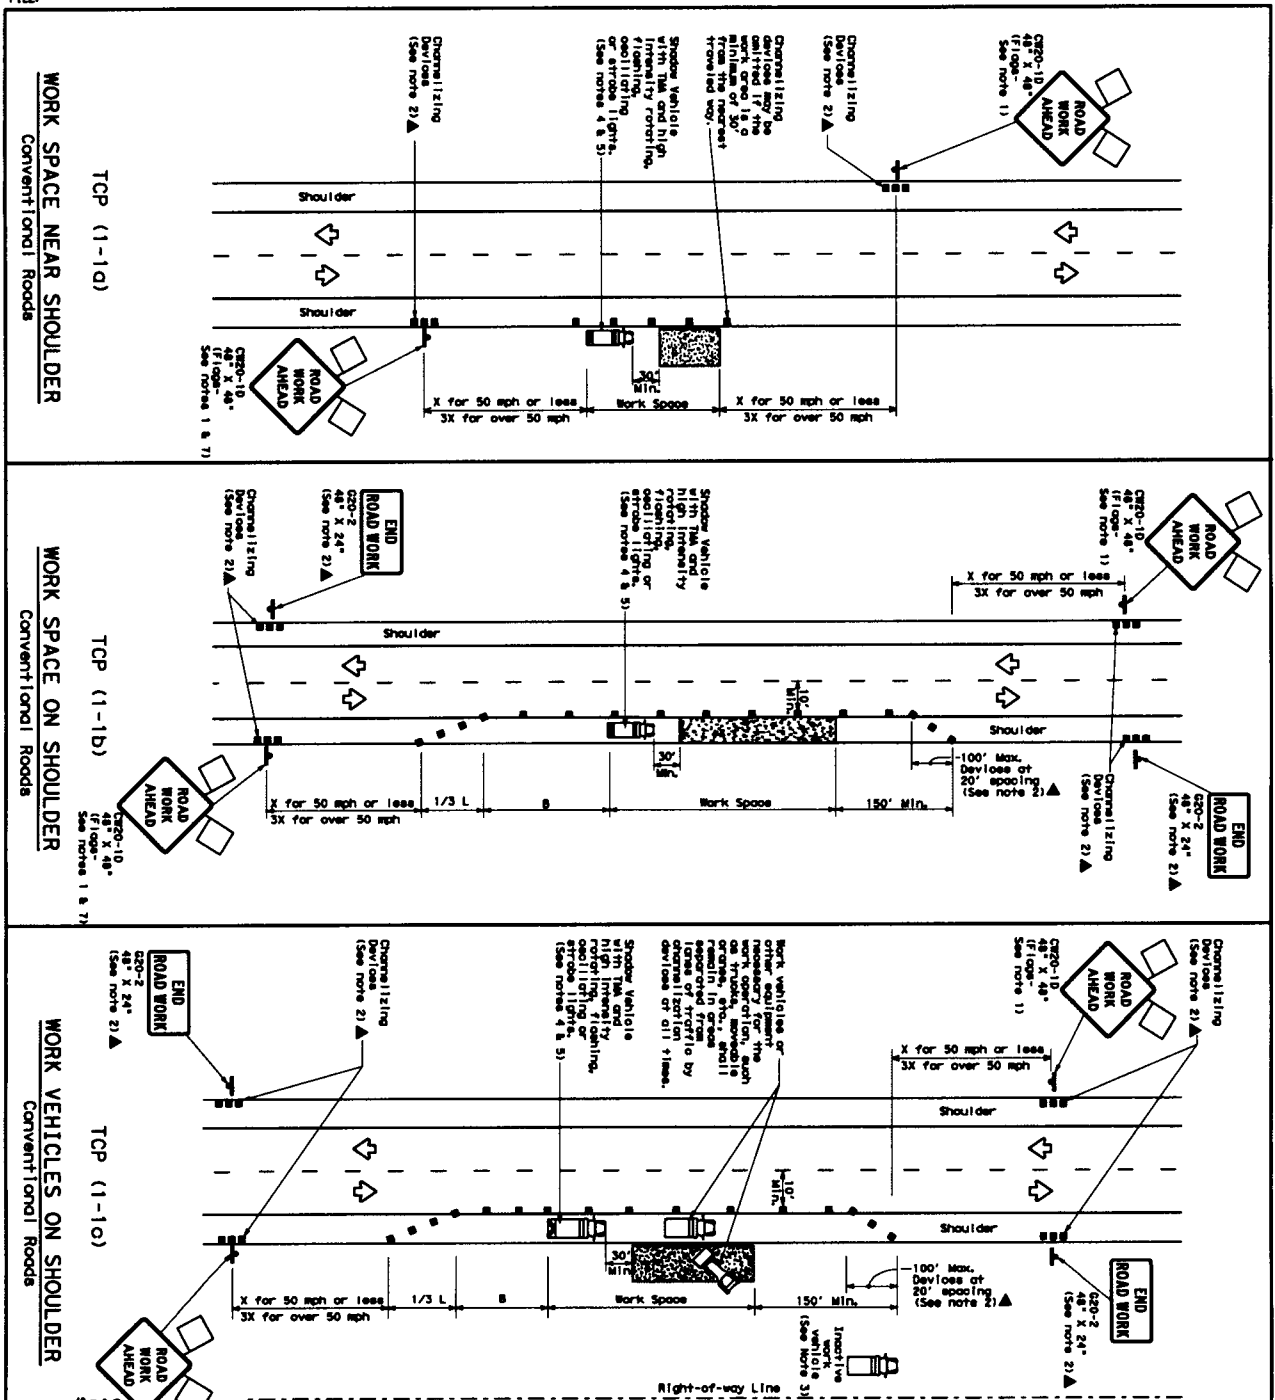 CW20-1D
48" X 48"
(Flags-
See note 1)
ROAD
WORK
AHEAD
Channelizing
Devices
(See note 2)▲
Channelizing
devices may be
omitted if the
work area is a
minimum of 30'
from the nearest
traveled way.
Shadow Vehicle
with TMA and high
intensity rotating,
flashing,
oscillating
or strobe lights.
(See notes 4 & 5)
Channelizing
Devices
(See note 2)▲
Shoulder
Shoulder
30'
Min.
X for 50 mph or less
3X for over 50 mph
Work Space
X for 50 mph or less
3X for over 50 mph
ROAD
WORK
AHEAD
CW20-1D
48" X 48"
(Flags-
See notes 1 & 7)
TCP (1-1a)
WORK SPACE NEAR SHOULDER
Conventional Roads
ROAD
WORK
AHEAD
CW20-1D
48" X 48"
(Flags-
See note 1)
X for 50 mph or less
3X for over 50 mph
Shadow Vehicle
with TMA and
high intensity
rotating,
flashing,
oscillating or
strobe lights.
(See notes 4 & 5)
END
ROAD WORK
G20-2
48" X 24"
(See note 2)▲
Channelizing
Devices
(See note 2)▲
Shoulder
10'
Min.
Shoulder
30'
Min.
100' Max.
Devices at
20' spacing
(See note 2)▲
X for 50 mph or less
3X for over 50 mph
1/3 L
B
Work Space
150' Min.
Channelizing
Devices
(See note 2)▲
END
ROAD WORK
G20-2
48" X 24"
(See note 2)▲
ROAD
WORK
AHEAD
CW20-1D
48" X 48"
(Flags-
See notes 1 & 7)
TCP (1-1b)
WORK SPACE ON SHOULDER
Conventional Roads
Channelizing
Devices
(See note 2)▲
ROAD
WORK
AHEAD
CW20-1D
48" X 48"
(Flags-
See note 1)
X for 50 mph or less
3X for over 50 mph
Work vehicles or
other equipment
necessary for the
work operation, such
as trucks, moveable
cranes, etc., shall
remain in areas
separated from
lanes of traffic by
channelization
devices at all times.
Shadow Vehicle
with TMA and
high intensity
rotating, flashing,
oscillating or
strobe lights.
(See notes 4 & 5)
Channelizing
Devices
(See note 2)▲
END
ROAD WORK
G20-2
48" X 24"
(See note 2)▲
Shoulder
10'
Min.
Shoulder
30'
Min.
100' Max.
Devices at
20' spacing
(See note 2)▲
X for 50 mph or less
3X for over 50 mph
1/3 L
B
Work Space
150' Min.
END
ROAD WORK
G20-2
48" X 24"
(See note 2)▲
Inactive
work
vehicle
(See Note 3)
Right-of-way Line
ROAD
WORK
AHEAD
TCP (1-1c)
WORK VEHICLES ON SHOULDER
Conventional Roads